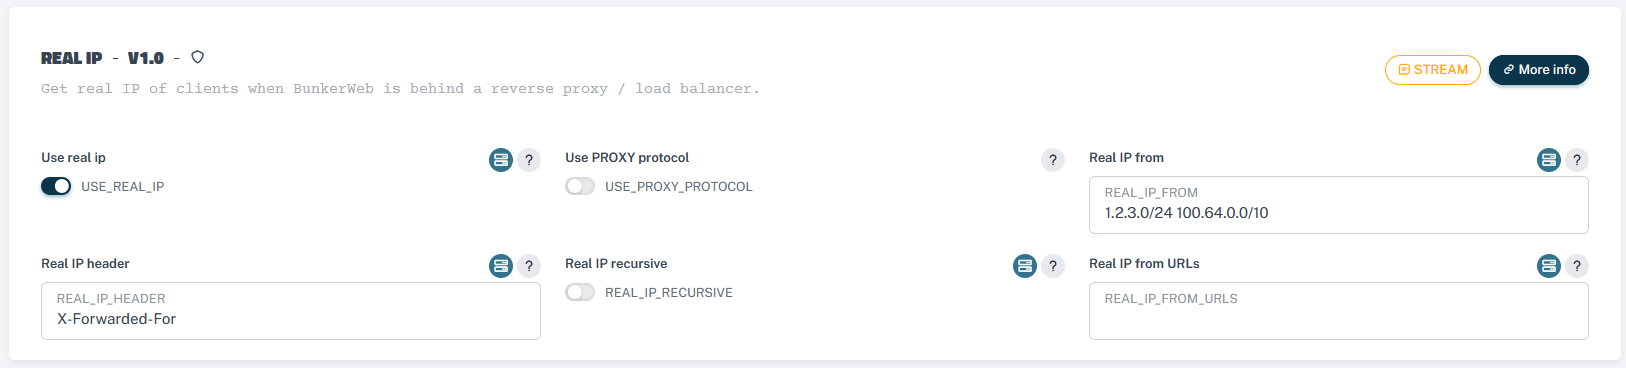 REAL IP - V1.0 -
STREAM
More info
Get real IP of clients when BunkerWeb is behind a reverse proxy / load balancer.
Use real ip
?
USE_REAL_IP
Use PROXY protocol
?
USE_PROXY_PROTOCOL
Real IP from
?
REAL_IP_FROM
1.2.3.0/24 100.64.0.0/10
Real IP header
?
REAL_IP_HEADER
X-Forwarded-For
Real IP recursive
?
REAL_IP_RECURSIVE
Real IP from URLs
?
REAL_IP_FROM_URLS